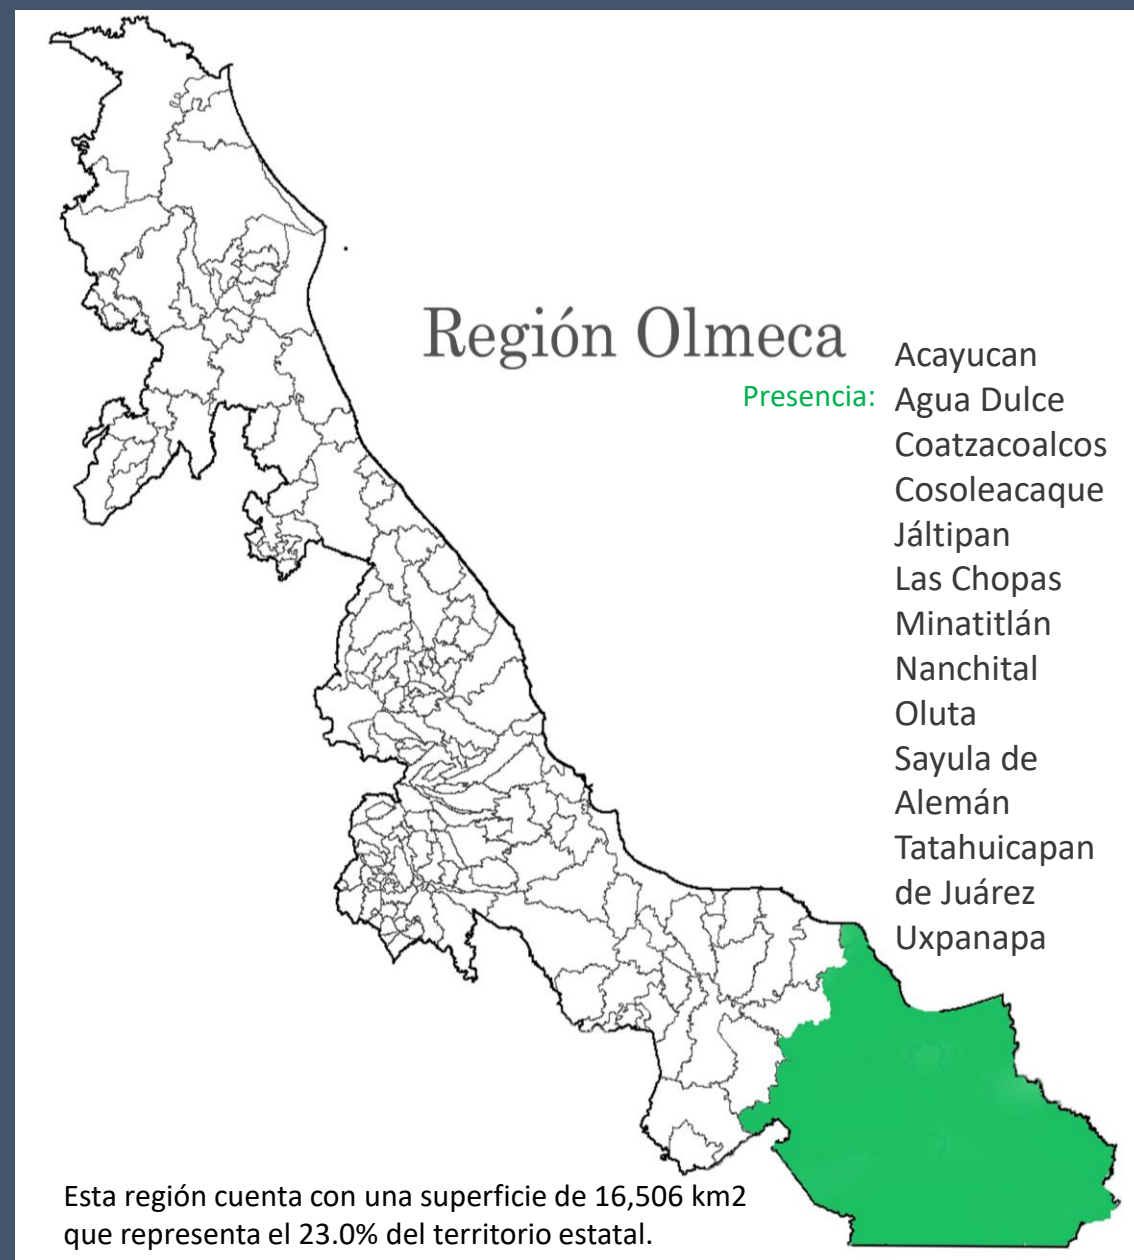 Región Olmeca
Presencia:
Acayucan
Agua Dulce
Coatzacoalcos
Cosoleacaque
Jáltipan
Las Chopas
Minatitlán
Nanchital
Oluta
Sayula de
Alemán
Tatahuicapan
de Juárez
Uxpanapa
Esta región cuenta con una superficie de 16,506 km2
que representa el 23.0% del territorio estatal.